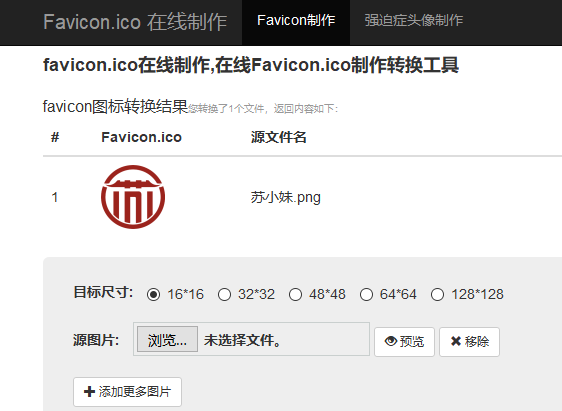 Favicon.ico 在线制作 Favicon制作 强迫症头像制作
favicon.ico在线制作,在线Favicon.ico制作转换工具
favicon图标转换结果您转换了1个文件，返回内容如下：
# Favicon.ico 源文件名
1 苏小妹.png
目标尺寸： 16*16 32*32 48*48 64*64 128*128
源图片： 浏览... 未选择文件。 预览 移除
添加更多图片